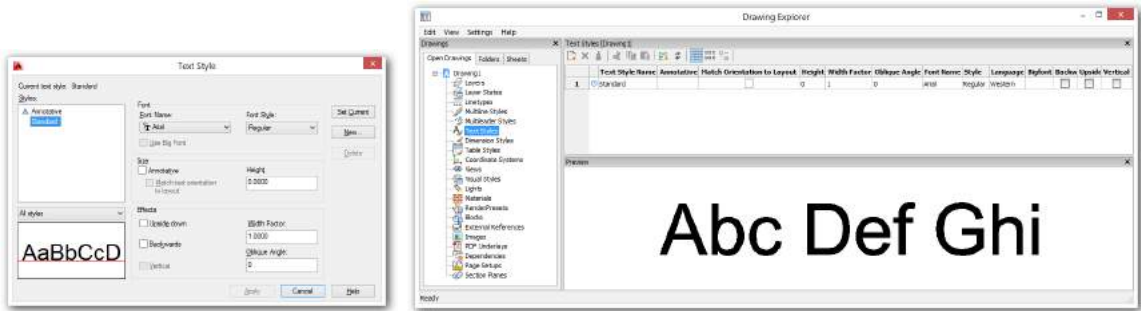 Text Style
Current text style: Standard
Styles:
Annotative
Standard
All styles
AaBbCcD
Font
Font Name:
Arial
Font Style:
Regular
Use Big Font
Size
Annotative
Match text orientation
to layout
Height
0.0000
Effects
Upside down
Backwards
Vertical
Width Factor:
1.0000
Oblique Angle:
0
Set Current
New...
Delete
Apply
Cancel
Help
Drawing Explorer
Edit View Settings Help
Drawings
Open Drawings Folders Sheets
Drawing1
Layers
Layer States
Linetypes
Multiline Styles
Multileader Styles
Text Styles
Dimension Styles
Table Styles
Coordinate Systems
Views
Visual Styles
Lights
Materials
RenderPresets
Blocks
External References
Images
PDF Underlays
Dependencies
Page Setups
Section Planes
Text Styles [Drawing1]
Text Style Name Annotative Match Orientation to Layout Height Width Factor Oblique Angle Font Name Style Language Bigfont Backw Upside Vertical
1 Standard 0 1 0 Arial Regular Western
Preview
Abc Def Ghi
Ready